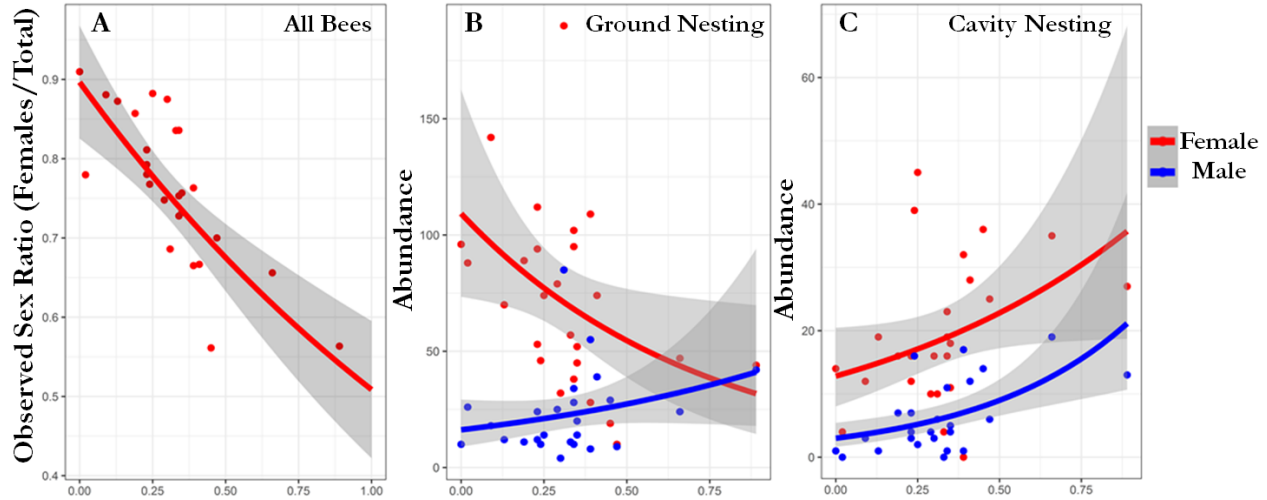 Observed Sex Ratio (Females/Total)
A
All Bees
0.9
0.8
0.7
0.6
0.5
0.4
0.00
0.25
0.50
0.75
1.00
Abundance
B
Ground Nesting
150
100
50
0
0.00
0.25
0.50
0.75
Abundance
C
Cavity Nesting
60
40
20
0
0.00
0.25
0.50
0.75
Female
Male